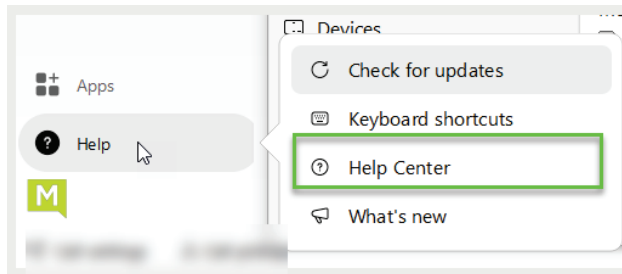 Devices
Apps
Help
M
Check for updates
Keyboard shortcuts
Help Center
What's new